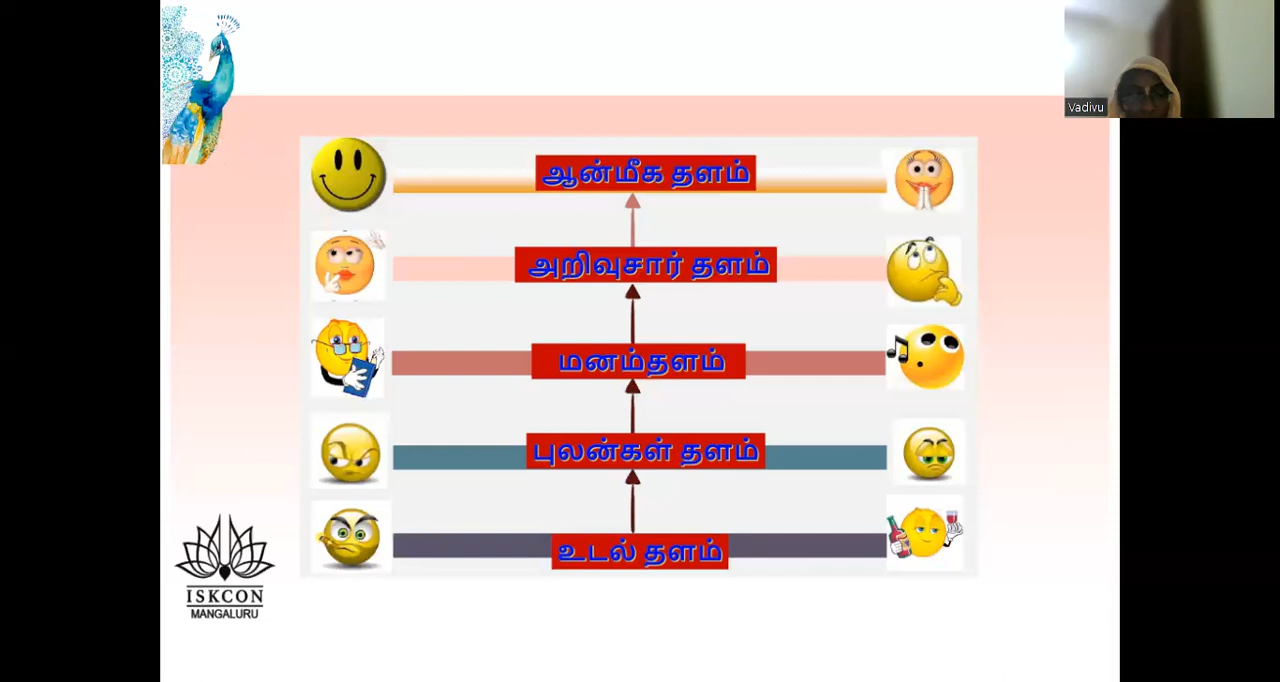 Vadivu
ஆன்மீக தளம்
அறிவுசார் தளம்
மனம்தளம்
புலன்கள் தளம்
உடல் தளம்
ISKCON
MANGALURU